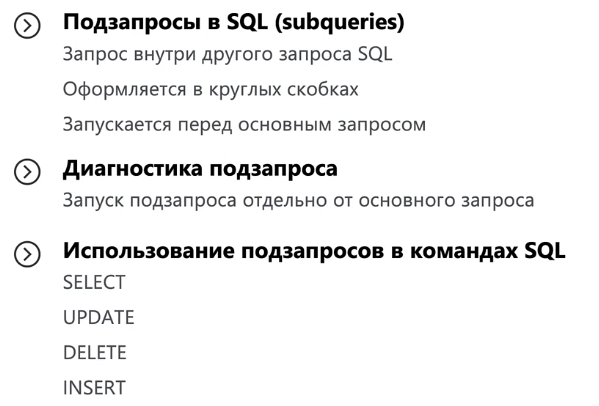 Подзапросы в SQL (subqueries)
Запрос внутри другого запроса SQL
Оформляется в круглых скобках
Запускается перед основным запросом
Диагностика подзапроса
Запуск подзапроса отдельно от основного запроса
Использование подзапросов в командах SQL
SELECT
UPDATE
DELETE
INSERT